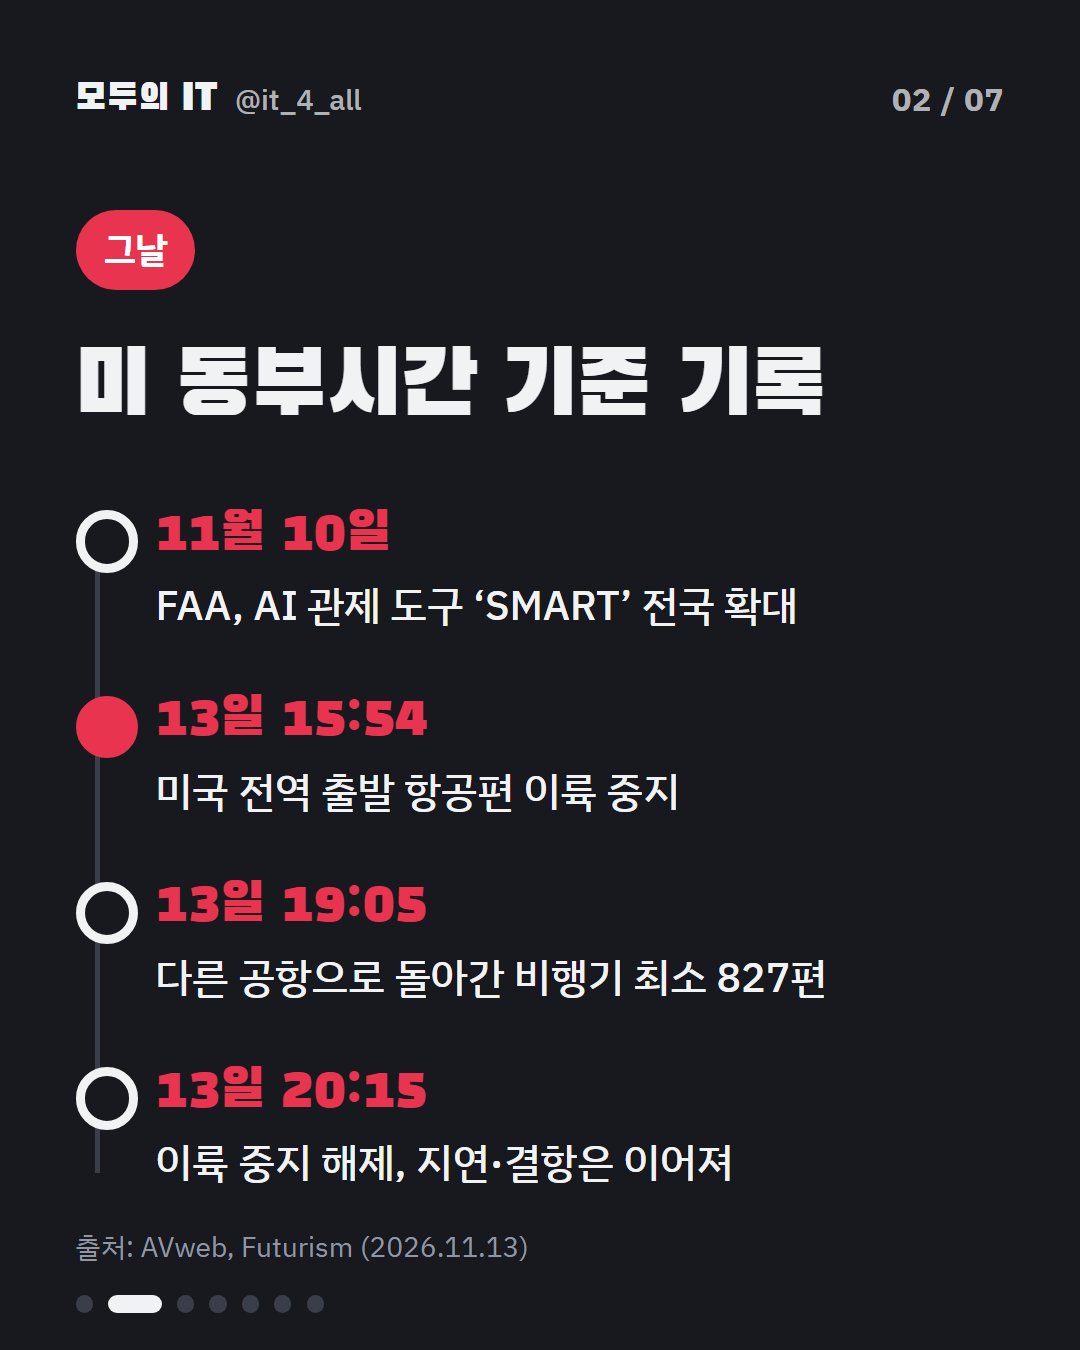 모두의 IT @it_4_all
02 / 07
그날
미 동부시간 기준 기록
11월 10일
FAA, AI 관제 도구 ‘SMART’ 전국 확대
13일 15:54
미국 전역 출발 항공편 이륙 중지
13일 19:05
다른 공항으로 돌아간 비행기 최소 827편
13일 20:15
이륙 중지 해제, 지연·결항은 이어져
출처: AVweb, Futurism (2026.11.13)